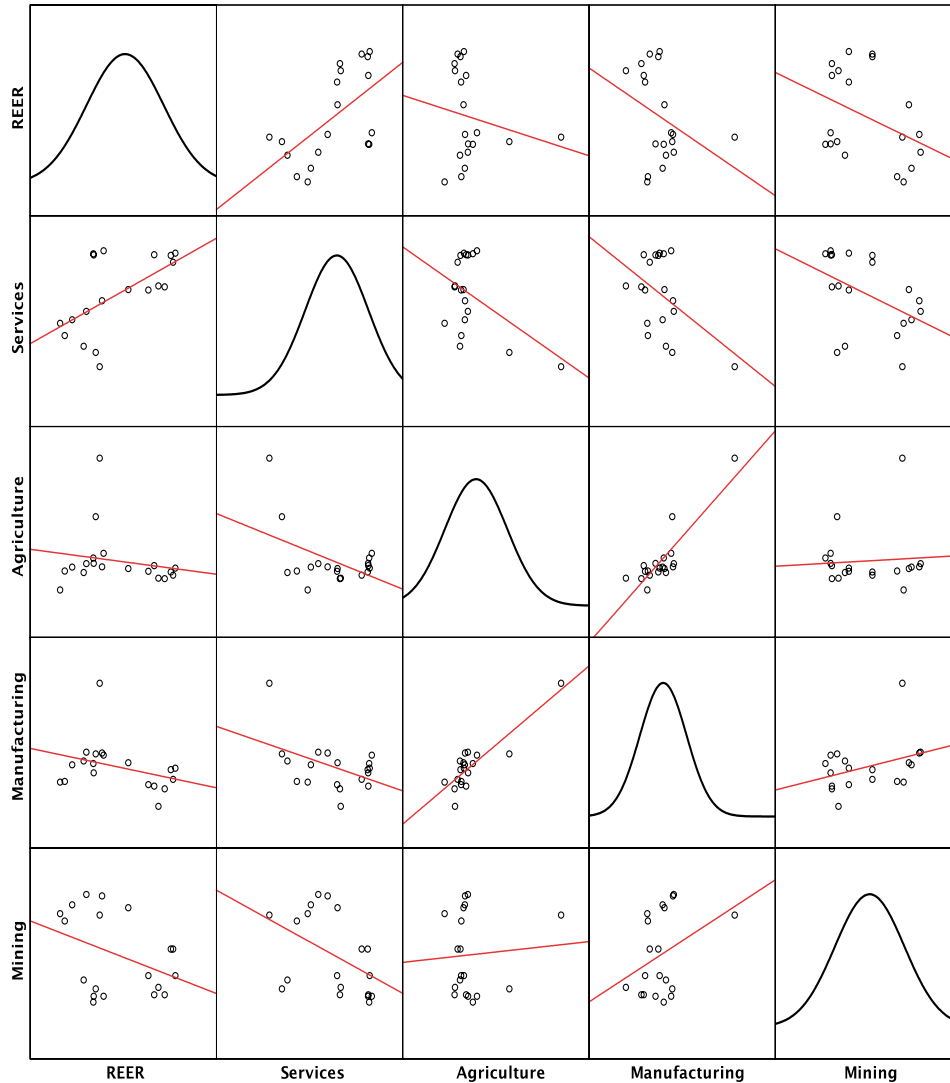 REER
Services
Agriculture
Manufacturing
Mining
REER Services Agriculture Manufacturing Mining